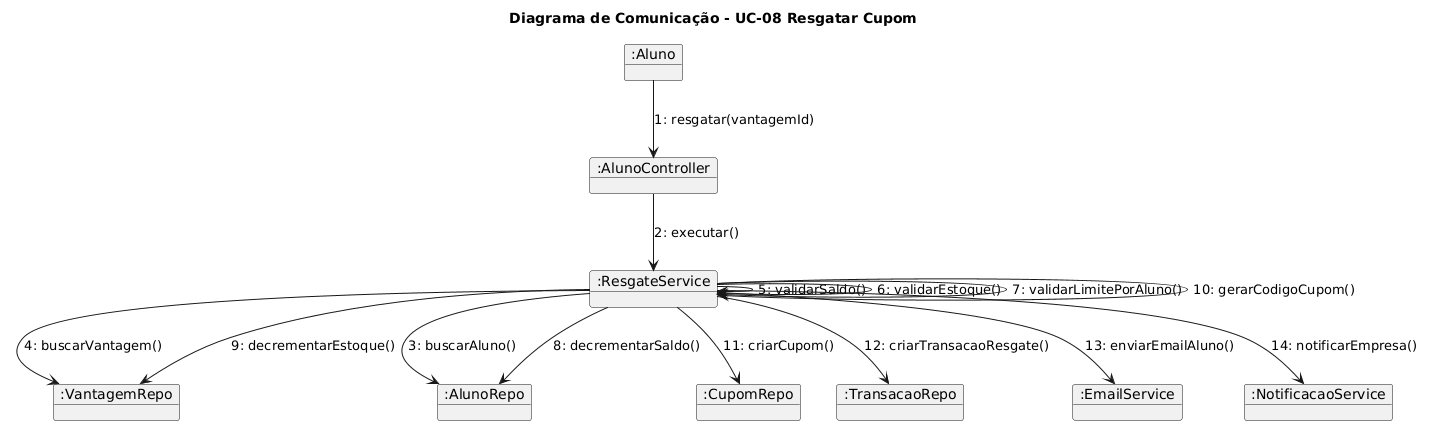 Diagrama de Comunicação - UC-08 Resgatar Cupom
:Aluno
1: resgatar(vantagemId)
:AlunoController
2: executar()
:ResgateService
5: validarSaldo()
6: validarEstoque()
7: validarLimitePorAluno()
10: gerarCodigoCupom()
4: buscarVantagem()
9: decrementarEstoque()
3: buscarAluno()
8: decrementarSaldo()
11: criarCupom()
12: criarTransacaoResgate()
13: enviarEmailAluno()
14: notificarEmpresa()
:VantagemRepo
:AlunoRepo
:CupomRepo
:TransacaoRepo
:EmailService
:NotificacaoService